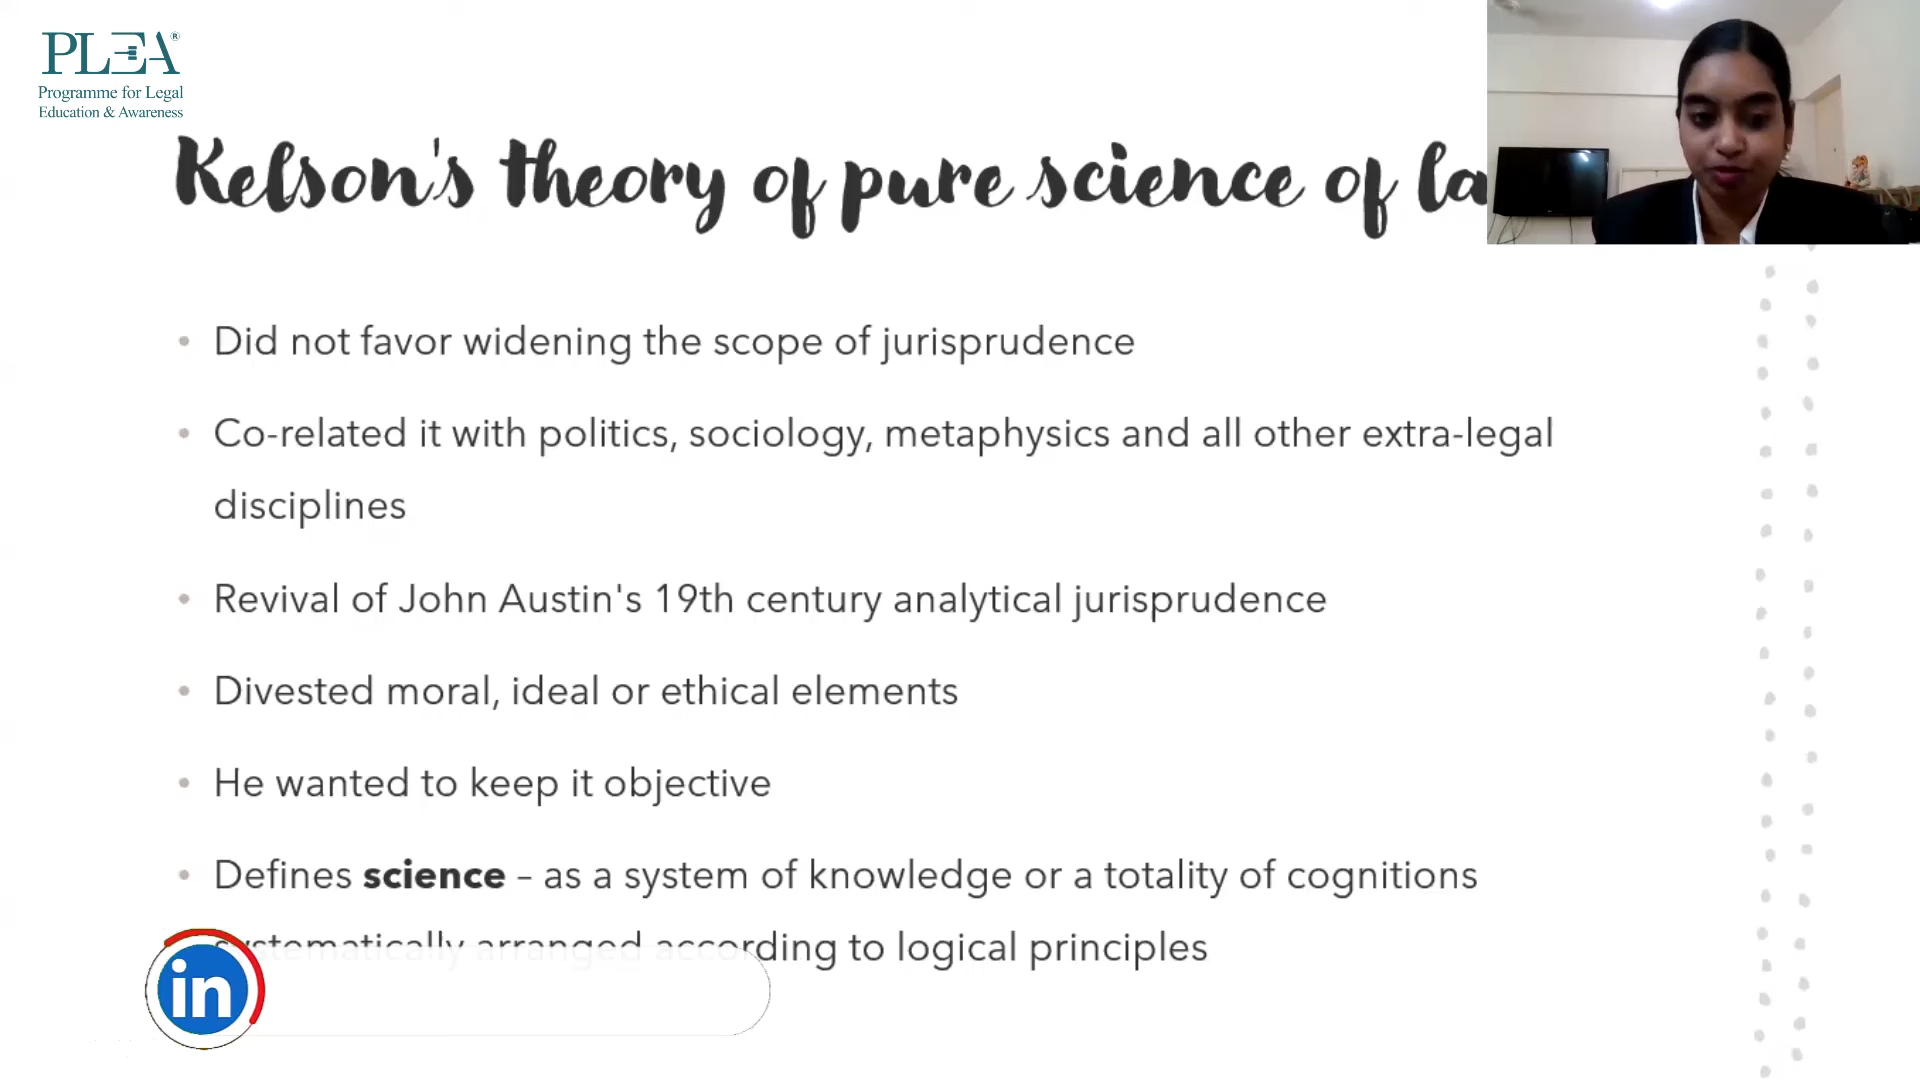 PLEA®
Programme for Legal
Education & Awareness
Kelson's theory of pure science of la
• Did not favor widening the scope of jurisprudence
• Co-related it with politics, sociology, metaphysics and all other extra-legal
disciplines
• Revival of John Austin's 19th century analytical jurisprudence
• Divested moral, ideal or ethical elements
• He wanted to keep it objective
• Defines science – as a system of knowledge or a totality of cognitions
systematically arranged according to logical principles
in